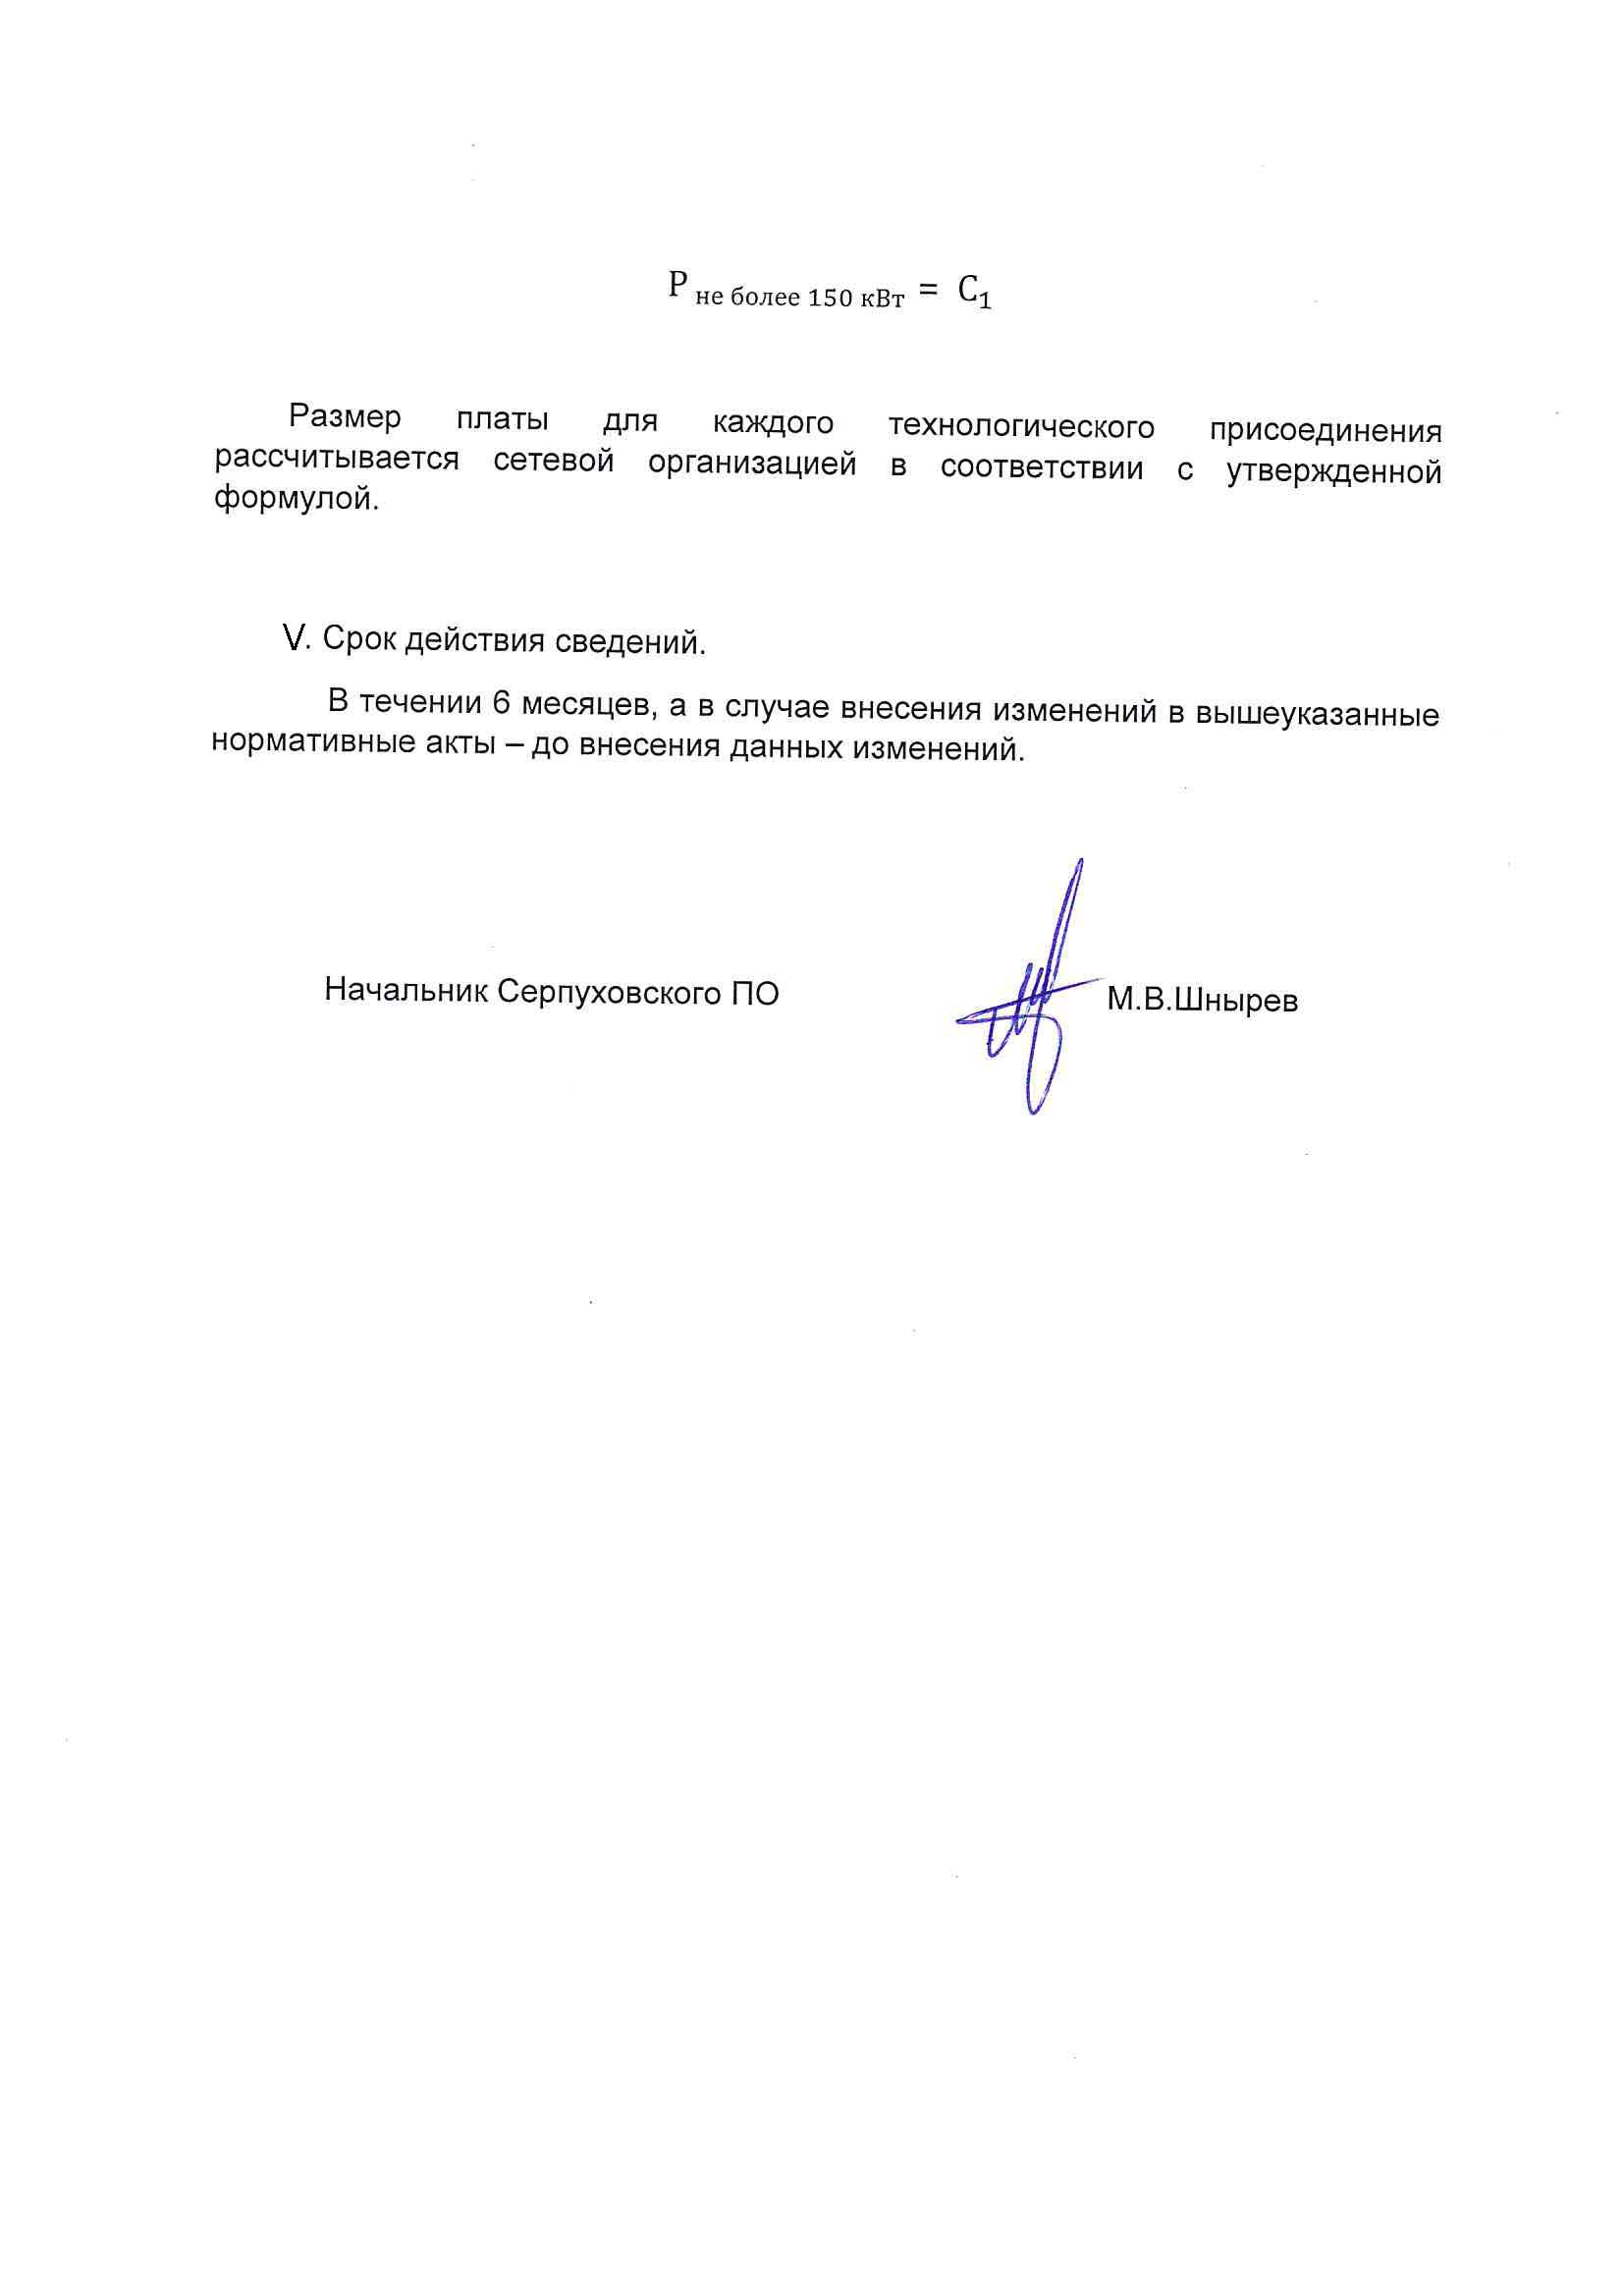 Р не более 150 кВт = С₁
Размер платы для каждого технологического присоединения
рассчитывается сетевой организацией в соответствии с утвержденной
формулой.
V. Срок действия сведений.
В течении 6 месяцев, а в случае внесения изменений в вышеуказанные
нормативные акты – до внесения данных изменений.
Начальник Серпуховского ПО М.В.Шнырев